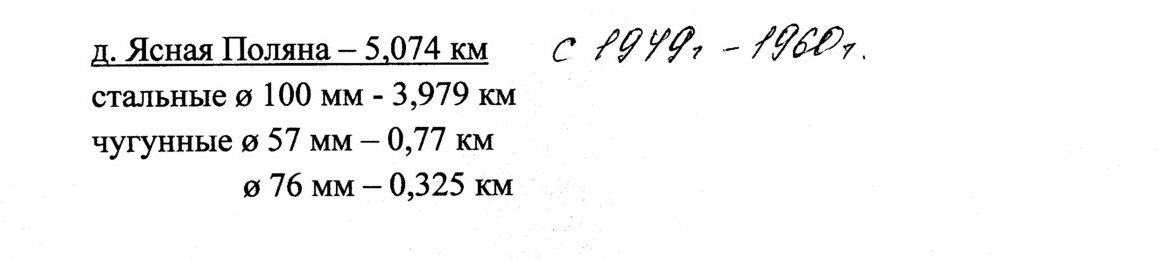 д. Ясная Поляна – 5,074 км с 1949г - 1960г.
стальные ø 100 мм - 3,979 км
чугунные ø 57 мм – 0,77 км
ø 76 мм – 0,325 км